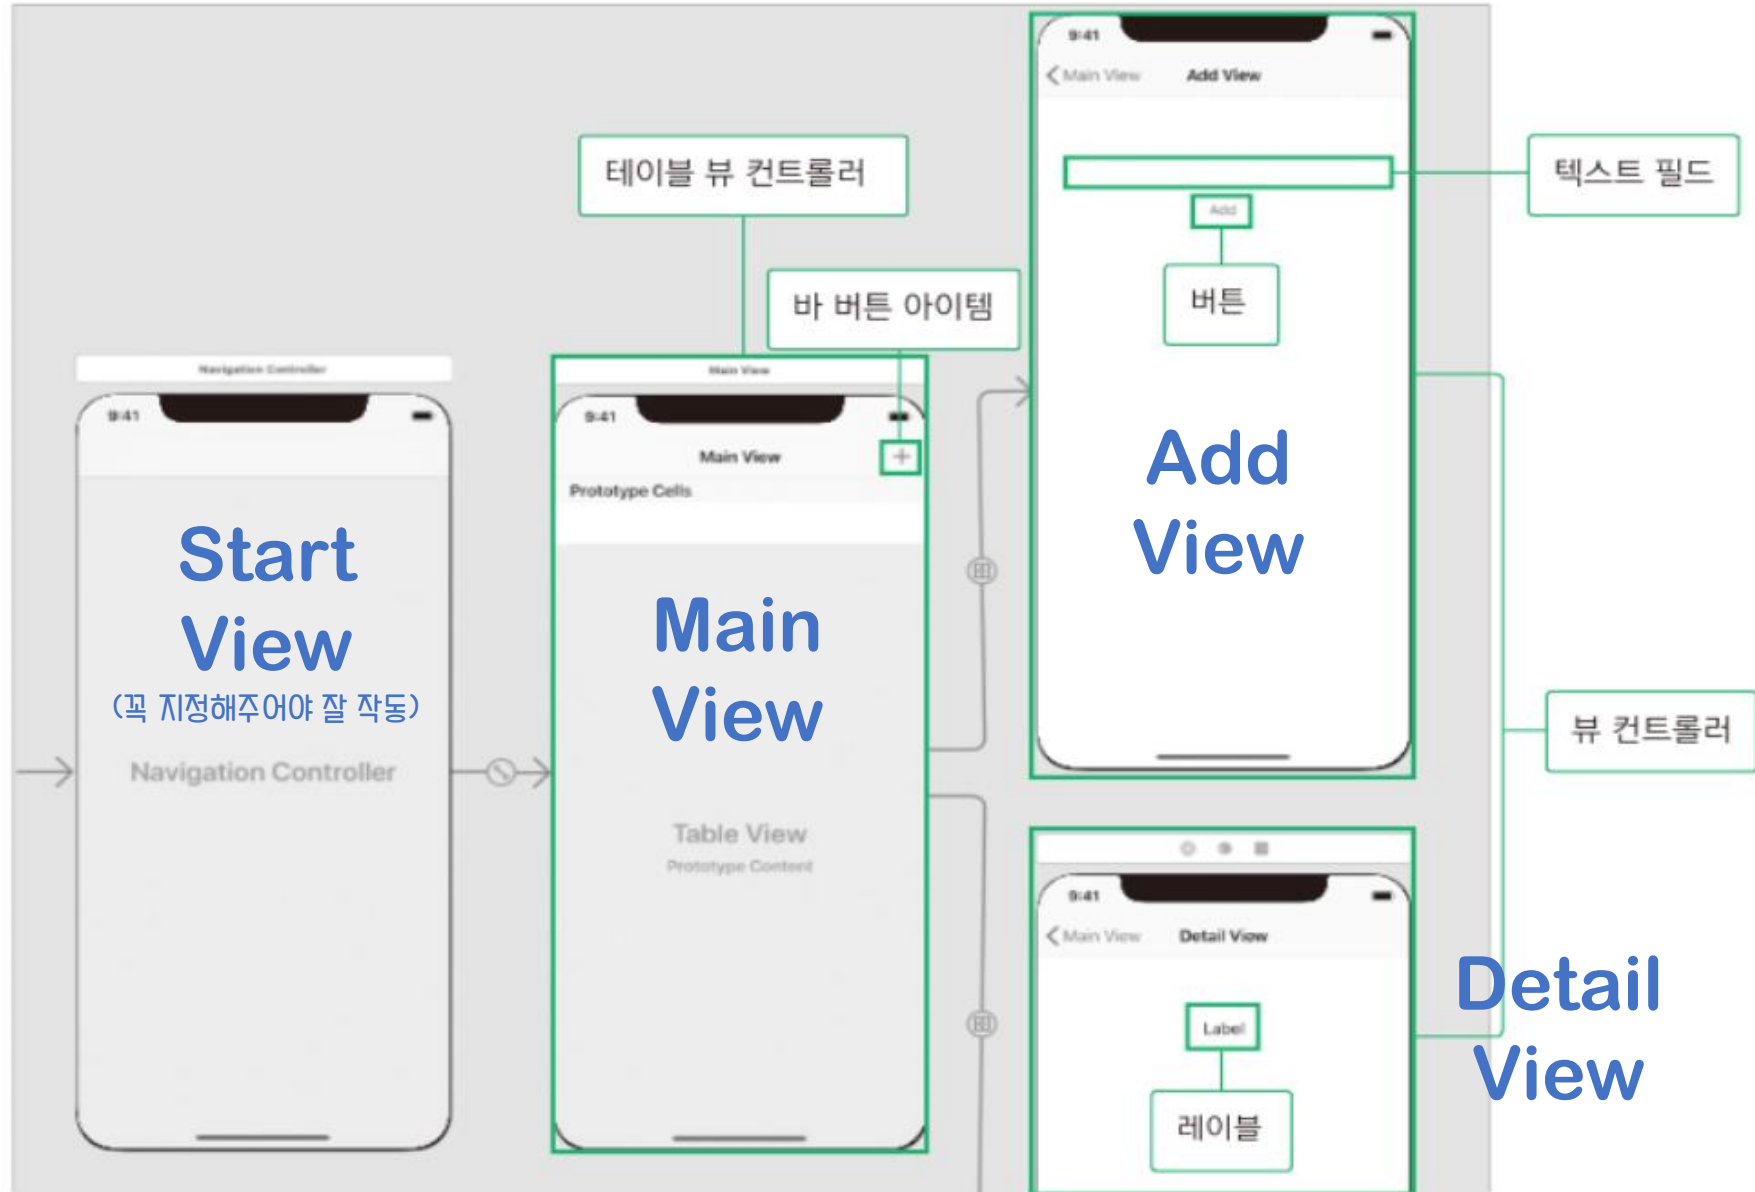 Navigation Controller
9:41
Start
View
(꼭 지정해주어야 잘 작동)
Navigation Controller
테이블 뷰 컨트롤러
바 버튼 아이템
Main View
9:41
Main View
+
Prototype Cells
Main
View
Table View
Prototype Content
9:41
Main View
Add View
텍스트 필드
Add
버튼
Add
View
뷰 컨트롤러
9:41
Main View
Detail View
Label
레이블
Detail
View